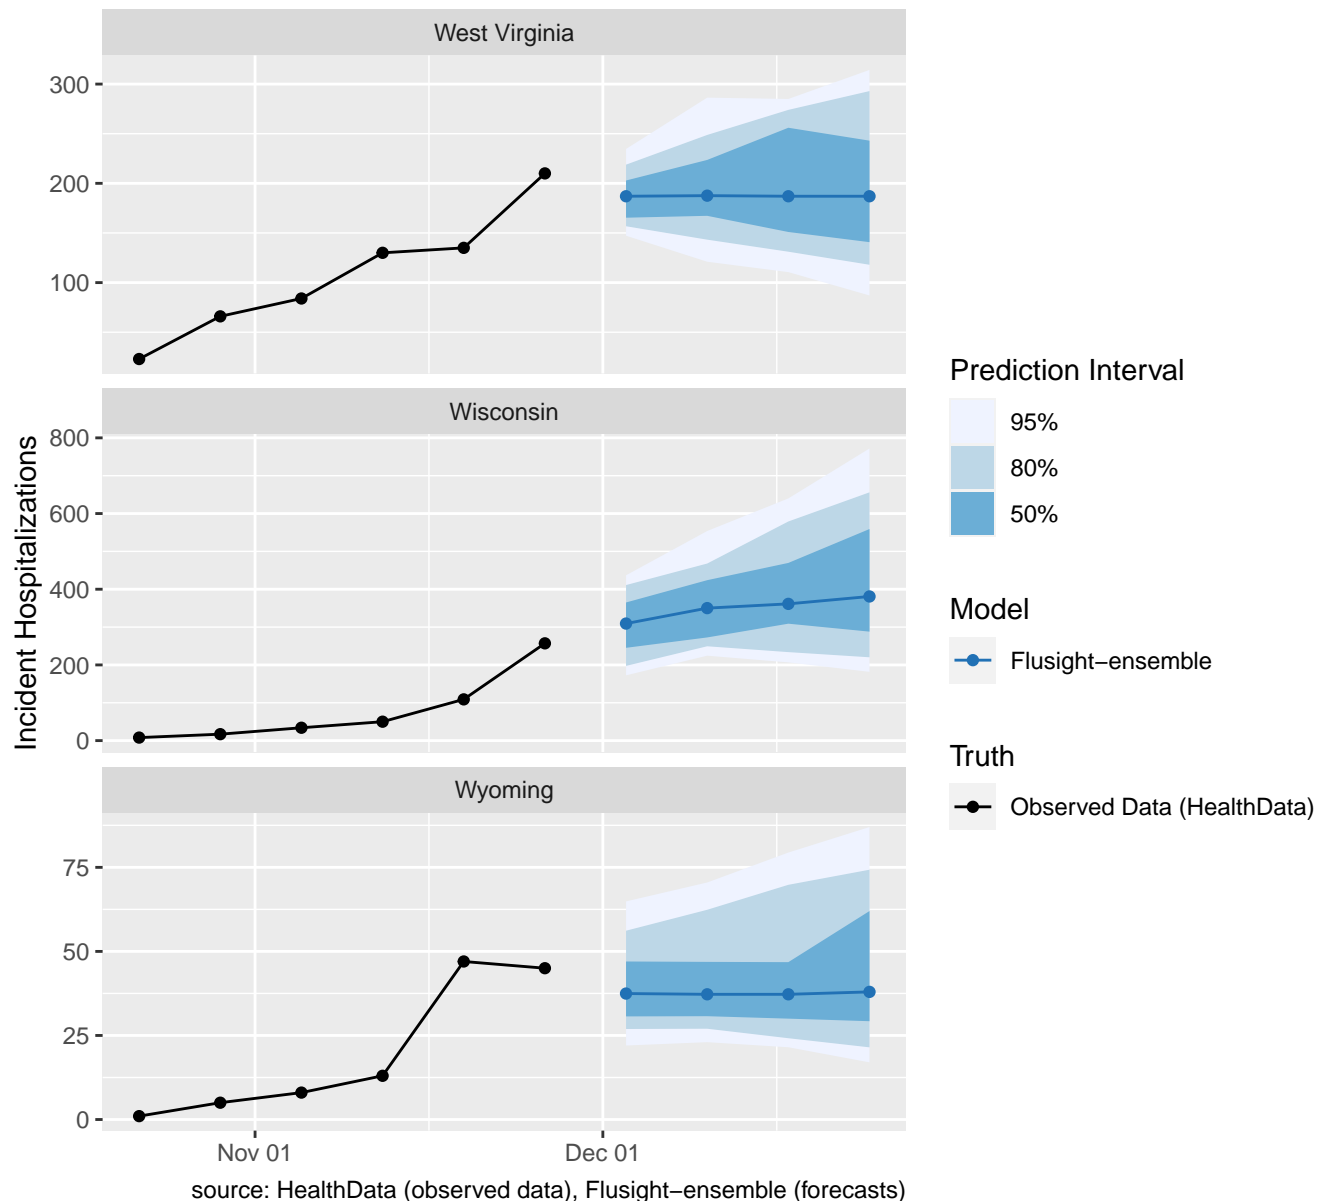 West Virginia
300
200
100
Wisconsin
800
600
400
200
0
Wyoming
75
50
25
0
Nov 01
Dec 01
Incident Hospitalizations
source: HealthData (observed data), Flusight−ensemble (forecasts)
Prediction Interval
95%
80%
50%
Model
Flusight−ensemble
Truth
Observed Data (HealthData)